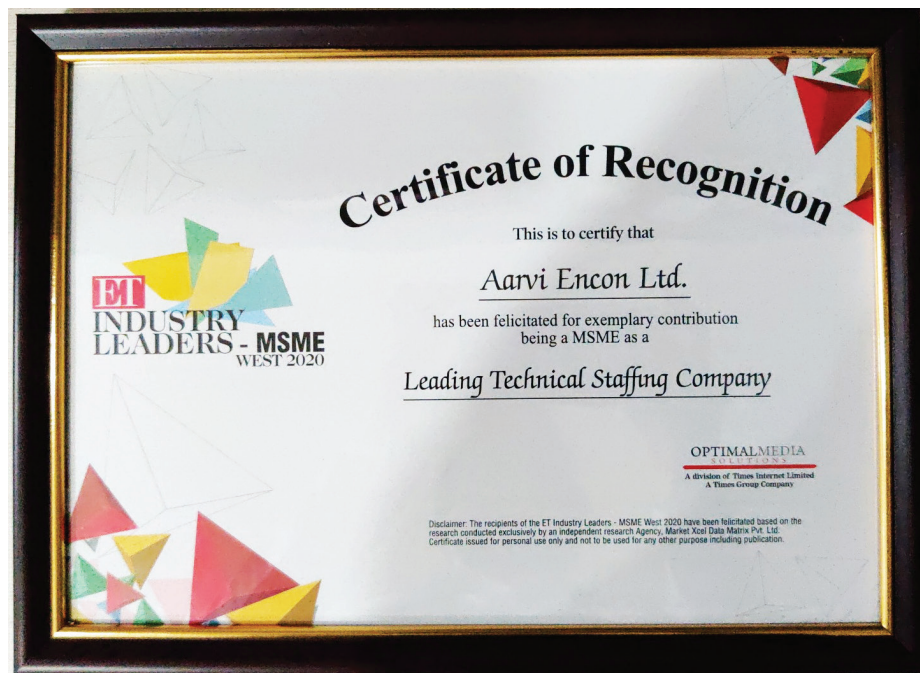 Certificate of Recognition
This is to certify that
Aarvi Encon Ltd.
has been felicitated for exemplary contribution
being a MSME as a
Leading Technical Staffing Company
ET
INDUSTRY
LEADERS - MSME
WEST 2020
OPTIMALMEDIA
SOLUTIONS
A division of Times Internet Limited
A Times Group Company
Disclaimer: The recipients of the ET Industry Leaders - MSME West 2020 have been felicitated based on the
research conducted exclusively by an independent research Agency, Market Xcel Data Matrix Pvt. Ltd.
Certificate issued for personal use only and not to be used for any other purpose including publication.